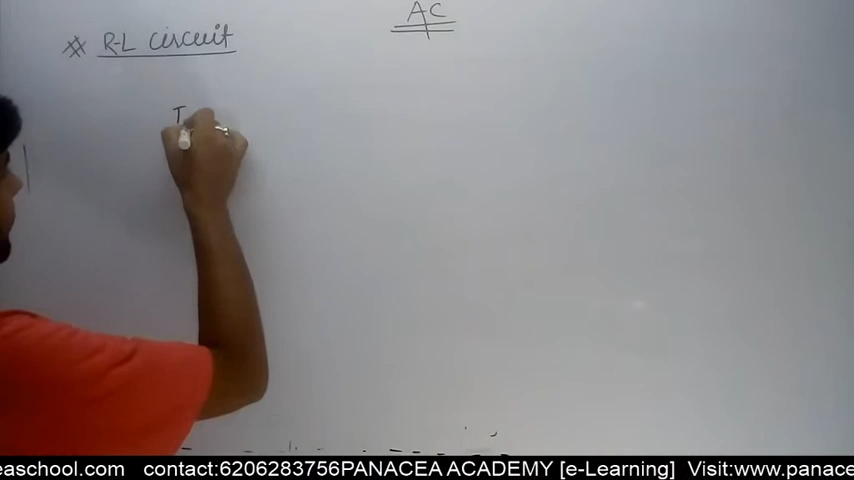 AC
※ R-L circuit
easchool.com contact:6206283756PANACEA ACADEMY [e-Learning] Visit:www.panace